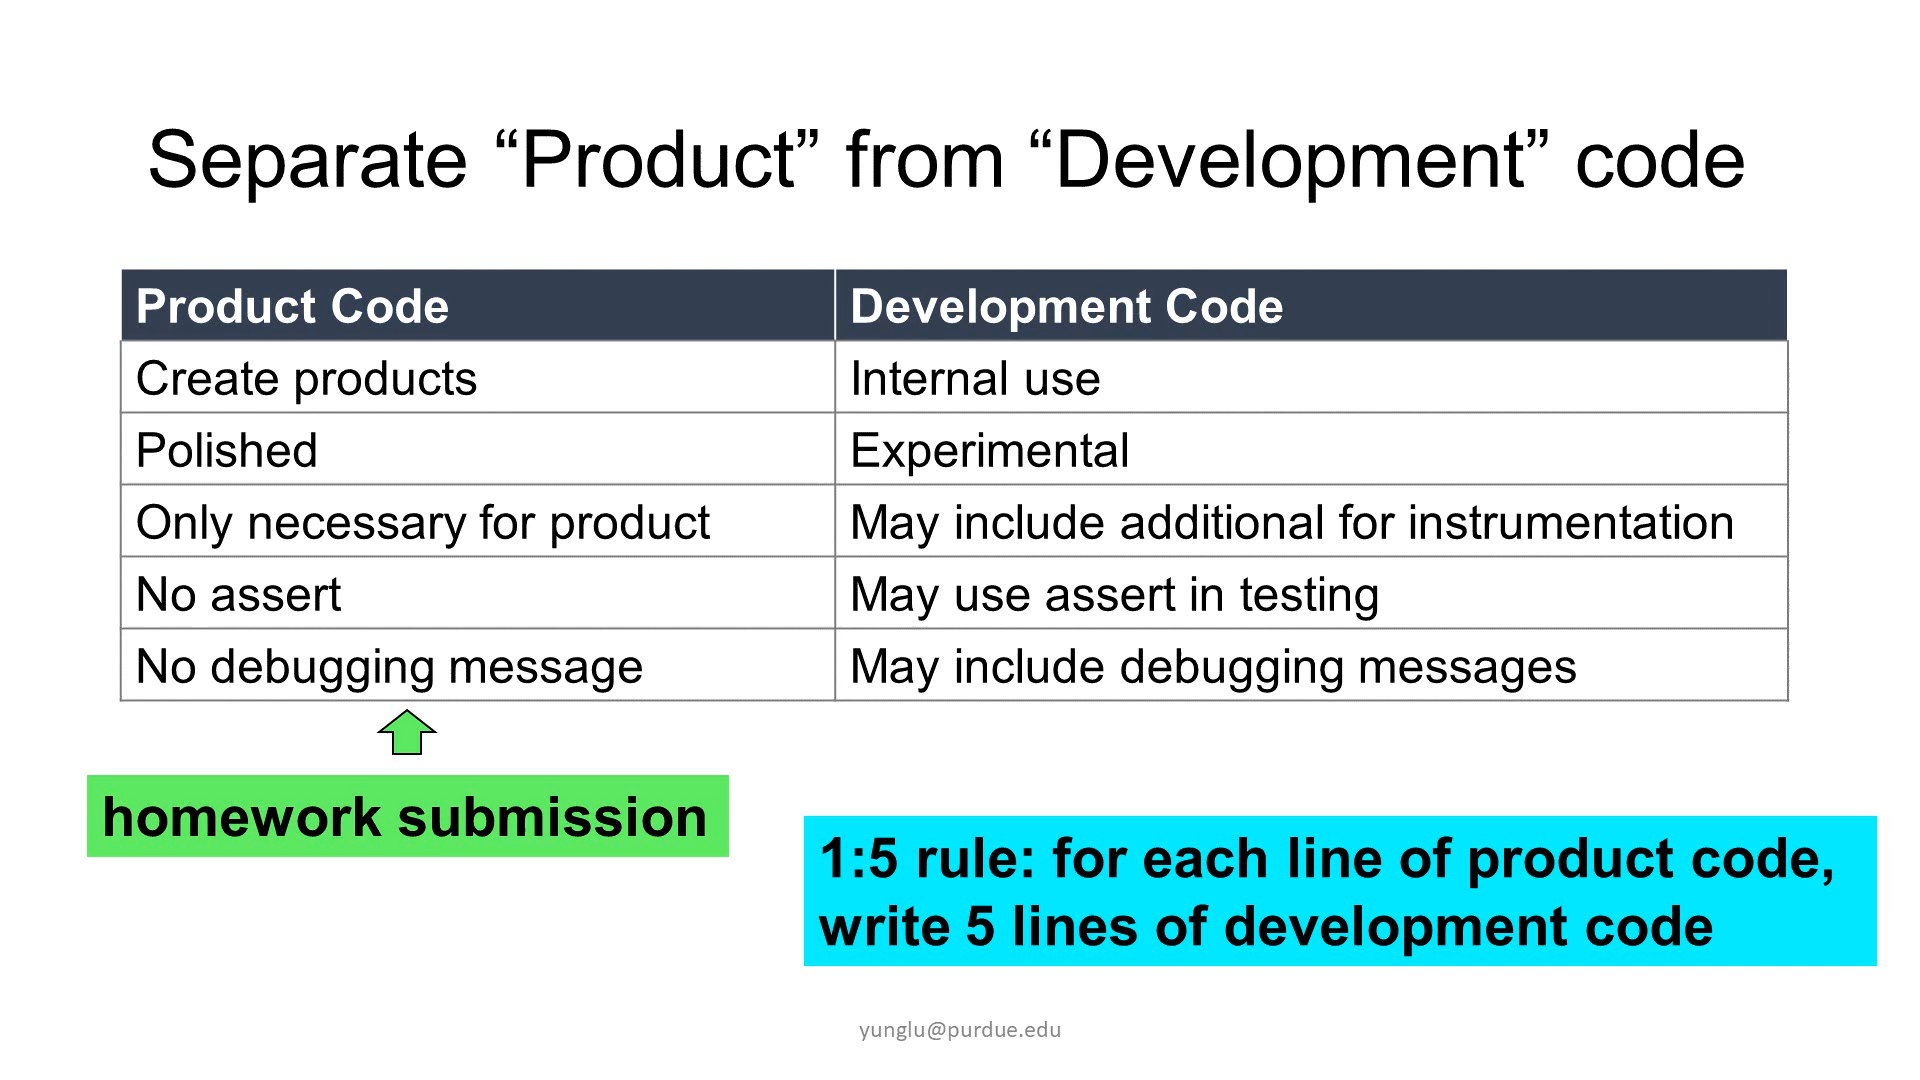 Separate “Product” from “Development” code
Product Code Development Code
Create products Internal use
Polished Experimental
Only necessary for product May include additional for instrumentation
No assert May use assert in testing
No debugging message May include debugging messages
homework submission
1:5 rule: for each line of product code,
write 5 lines of development code
yunglu@purdue.edu